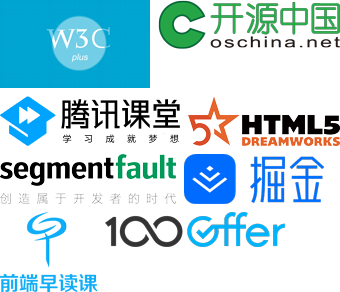 W3C
plus
开源中国
oschina.net
腾讯课堂
学习成就梦想
5
HTML5
DREAMWORKS
segmentfault
创造属于开发者的时代
掘金
前端早读课
100offer